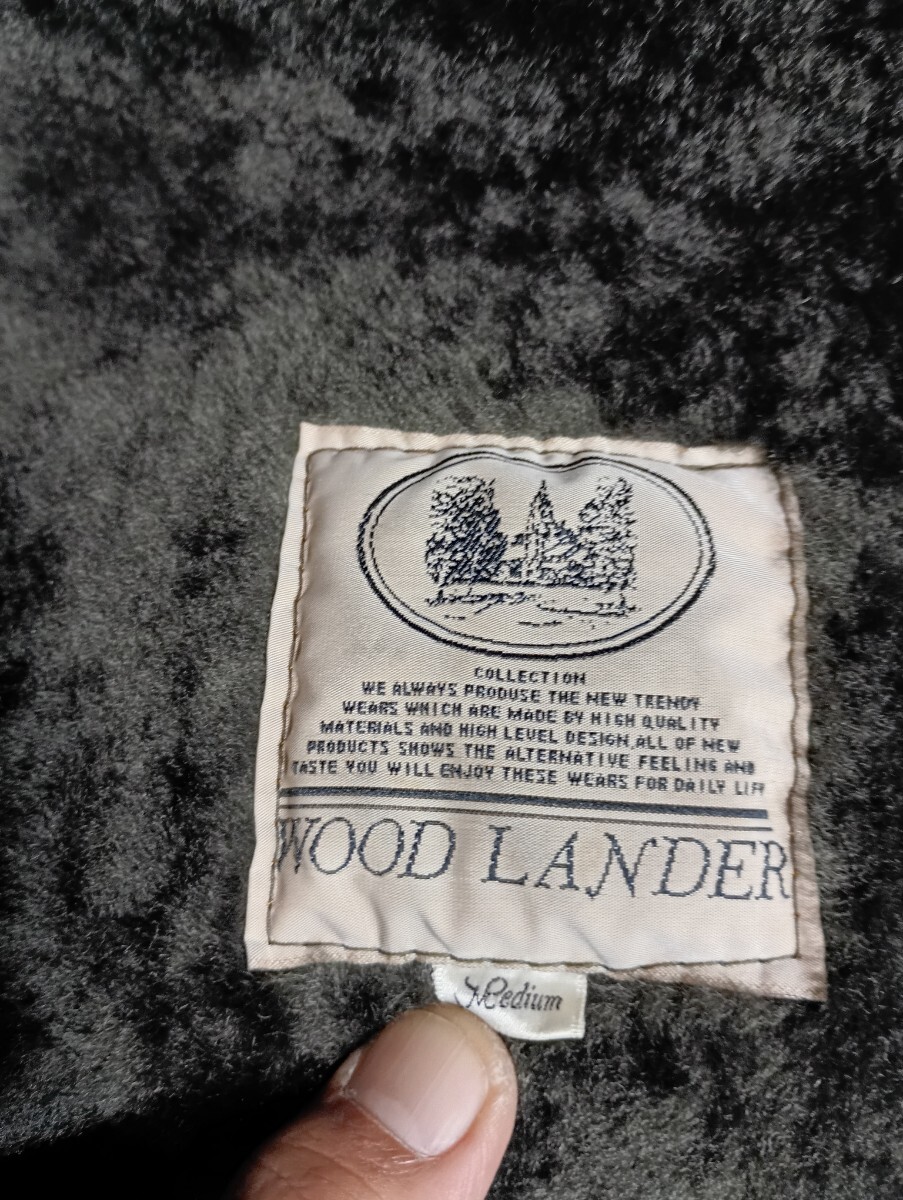 COLLECTION
WE ALWAYS PRODUSE THE NEW TRENDY
WEARS WHICH ARE MADE BY HIGH QUALITY
MATERIALS AND HIGH LEVEL DESIGN,ALL OF NEW
PRODUCTS SHOWS THE ALTERNATIVE FEELING AND
TASTE YOU WILL ENJOY THESE WEARS FOR DAILY LIFE
WOOD LANDER
Medium